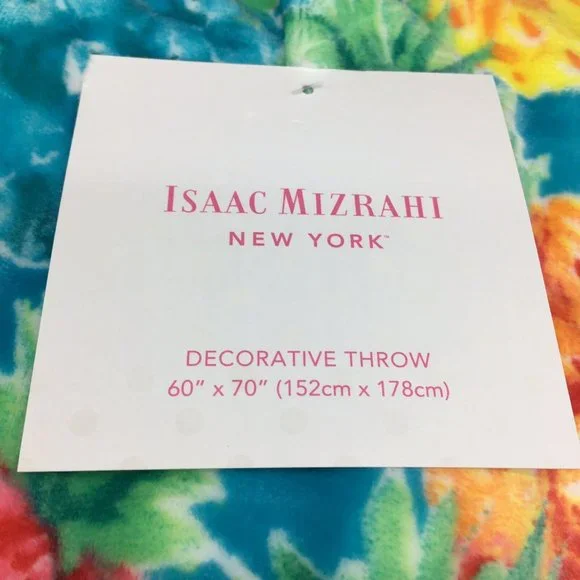 ISAAC MIZRAHI
NEW YORK™
DECORATIVE THROW
60” x 70” (152cm x 178cm)